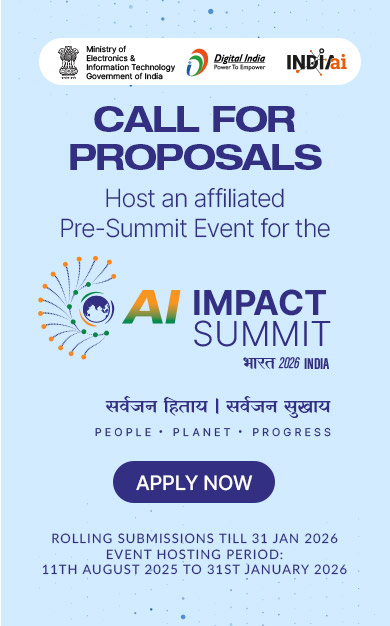 Ministry of
Electronics &
Information Technology
Government of India
Digital India
Power To Empower
INDIAai
CALL FOR
PROPOSALS
Host an affiliated
Pre-Summit Event for the
AI IMPACT
SUMMIT
भारत 2026 INDIA
सर्वजन हिताय | सर्वजन सुखाय
PEOPLE • PLANET • PROGRESS
APPLY NOW
ROLLING SUBMISSIONS TILL 31 JAN 2026
EVENT HOSTING PERIOD:
11TH AUGUST 2025 TO 31ST JANUARY 2026